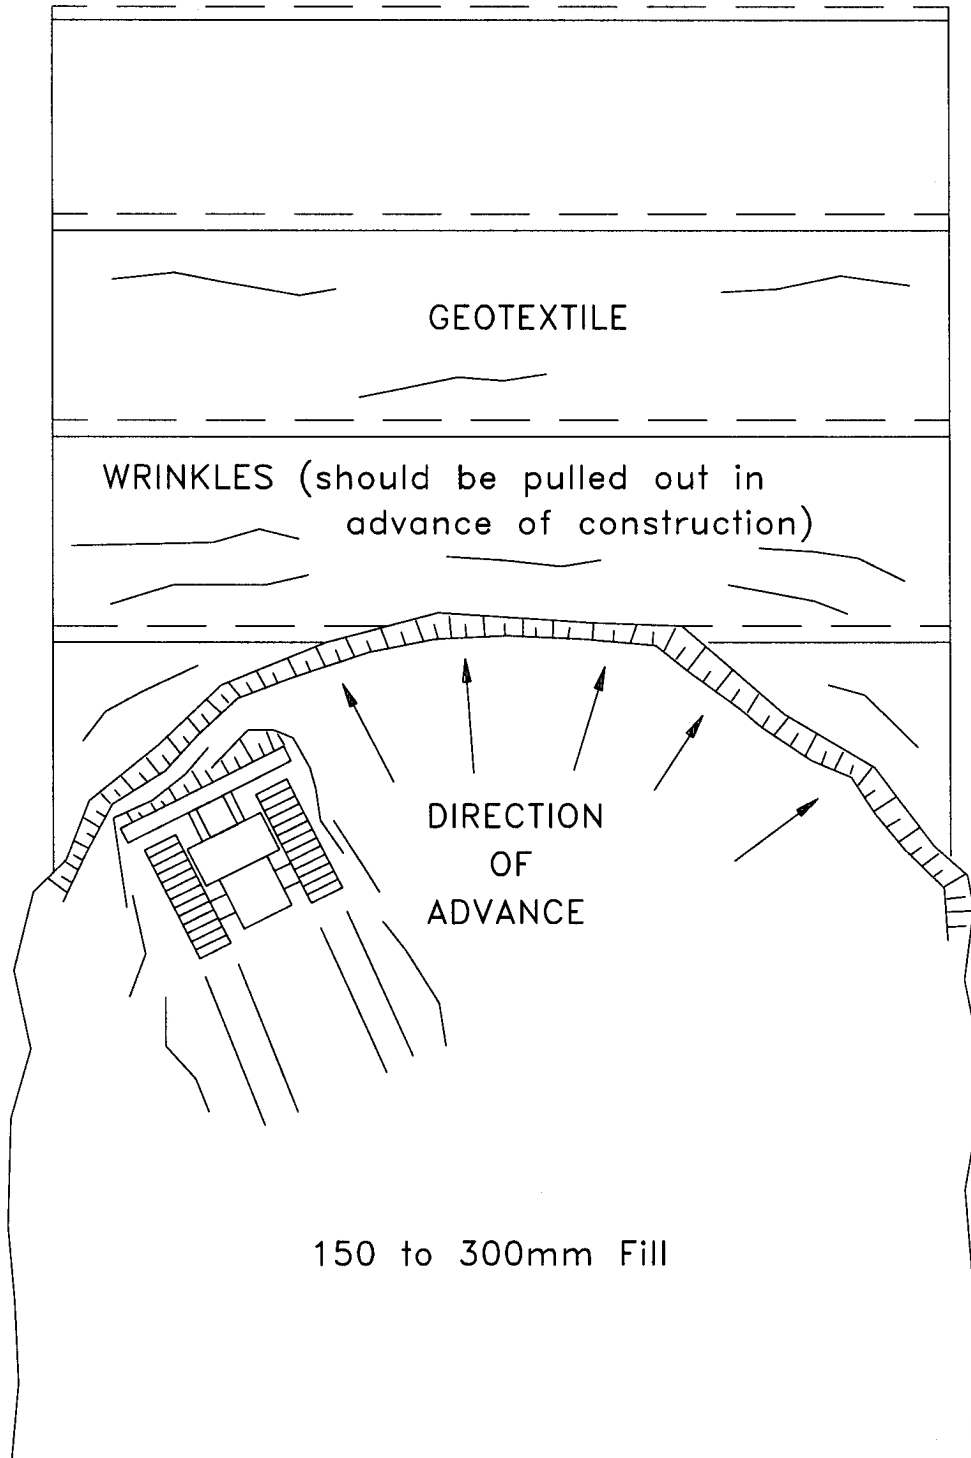 GEOTEXTILE
WRINKLES (should be pulled out in
advance of construction)
DIRECTION
OF
ADVANCE
150 to 300mm Fill